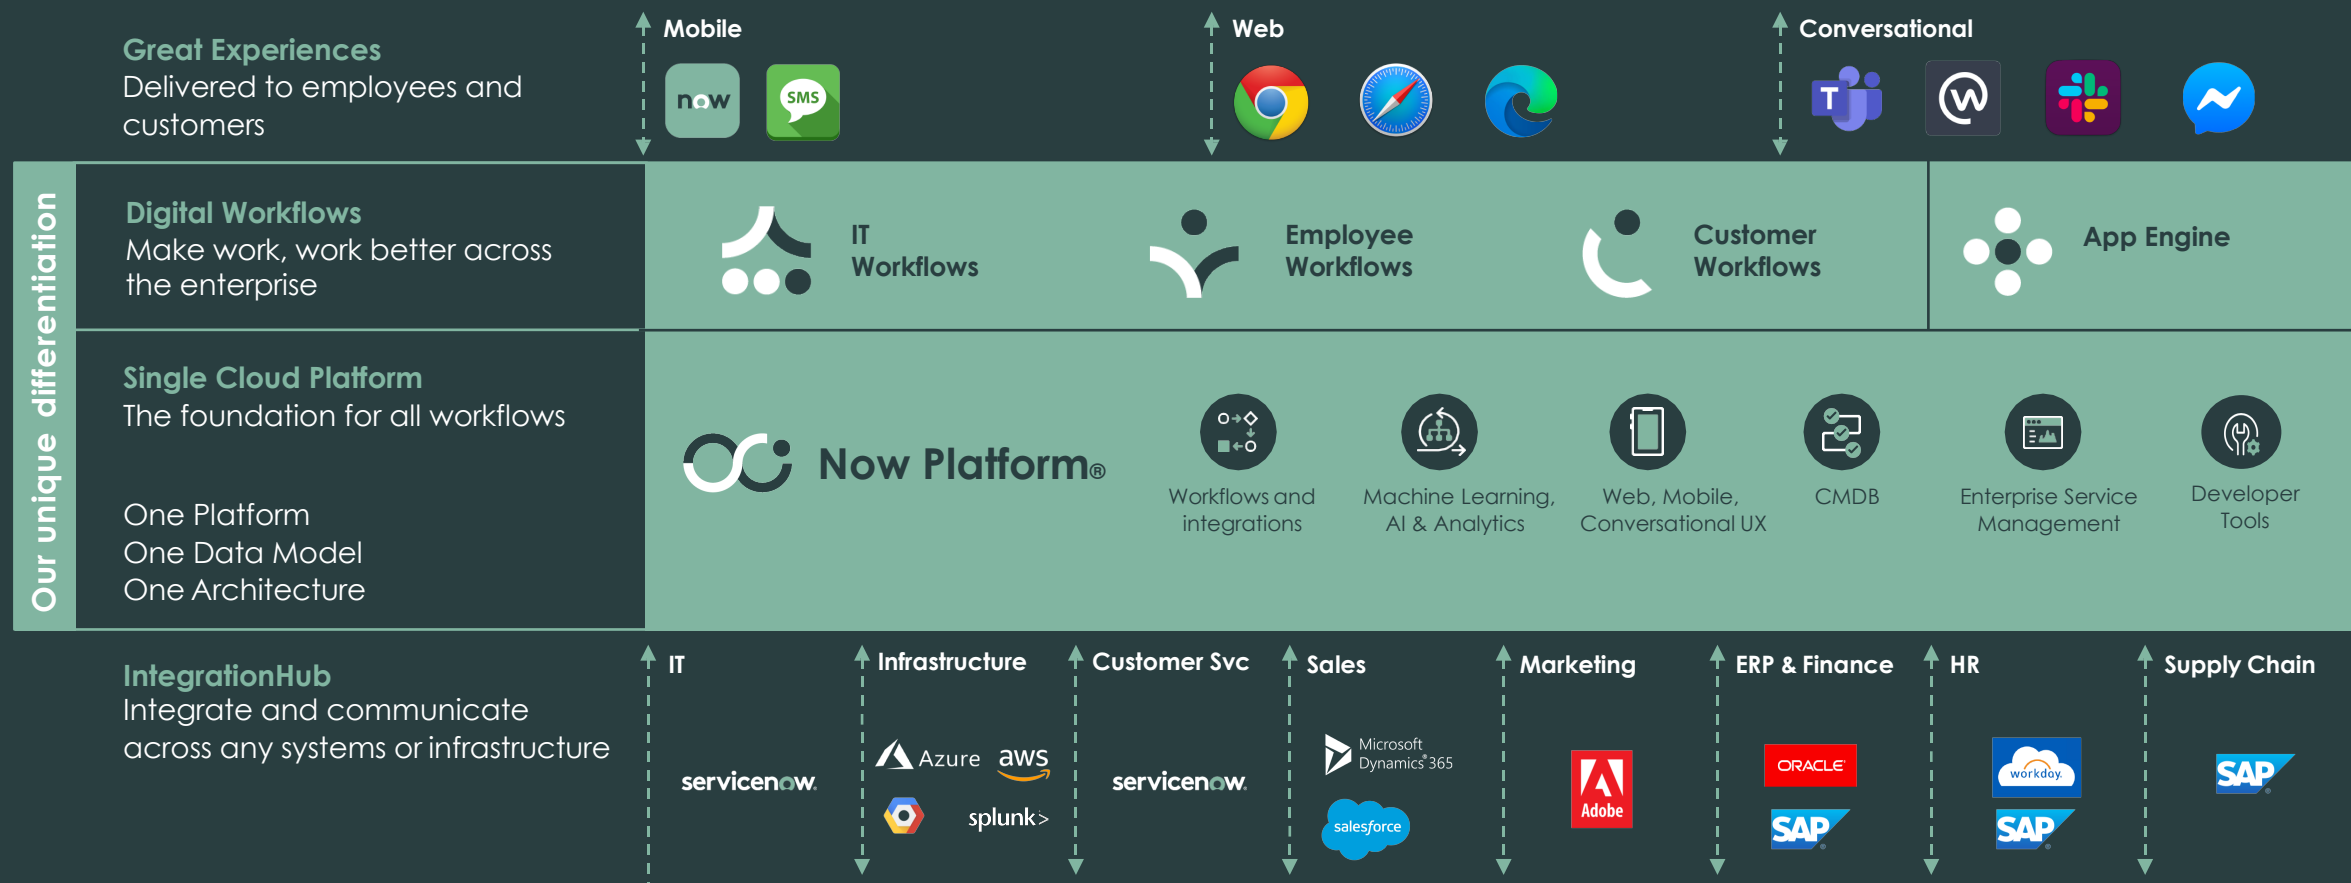 Great Experiences
Delivered to employees and
customers
Mobile
now
SMS
Web
Conversational
T
W
Our unique differentiation
Digital Workflows
Make work, work better across
the enterprise
IT
Workflows
Employee
Workflows
Customer
Workflows
App Engine
Single Cloud Platform
The foundation for all workflows
One Platform
One Data Model
One Architecture
Now Platform®
Workflows and
integrations
Machine Learning,
AI & Analytics
Web, Mobile,
Conversational UX
CMDB
Enterprise Service
Management
Developer
Tools
IntegrationHub
Integrate and communicate
across any systems or infrastructure
IT
servicenow.
Infrastructure
Azure
aws
splunk>
Customer Svc
servicenow.
Sales
Microsoft
Dynamics® 365
salesforce
Marketing
Adobe
ERP & Finance
ORACLE®
SAP®
HR
workday.
SAP®
Supply Chain
SAP®